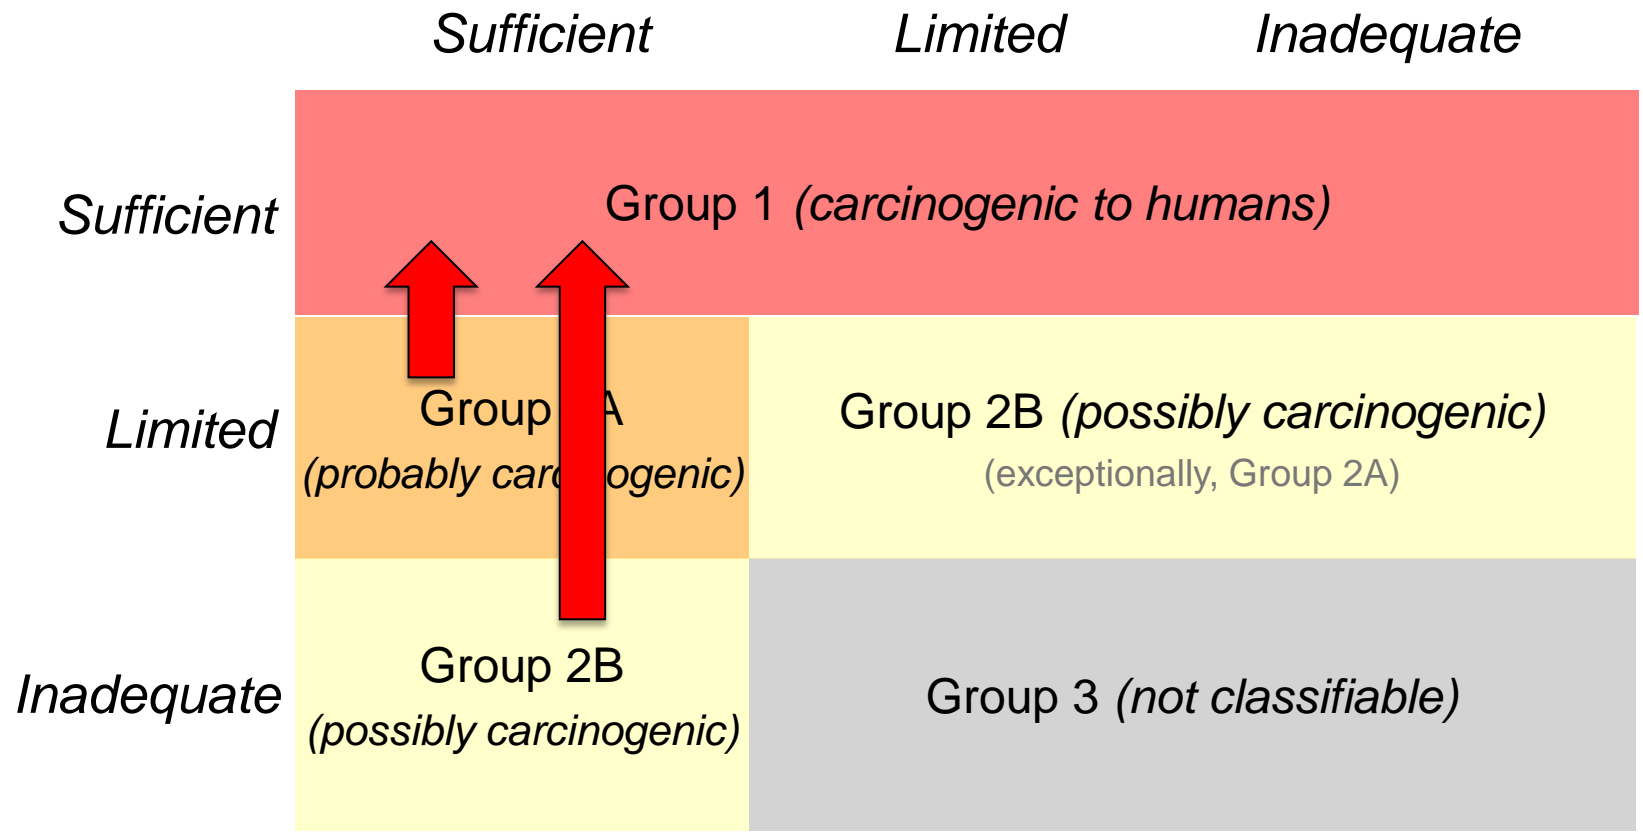 Sufficient Limited Inadequate
Sufficient
Group 1 (carcinogenic to humans)
Limited
Group A
Group 2B (possibly carcinogenic)
(probably ogenic)
(exceptionally, Group 2A)
Inadequate
Group 2B
(possibly carcinogenic)
Group 3 (not classifiable)